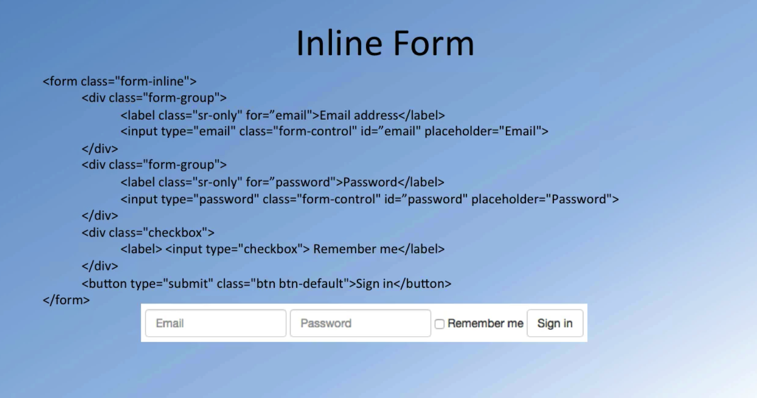 Inline Form
<form class="form-inline">
<div class="form-group">
<label class="sr-only" for=”email">Email address</label>
<input type="email" class="form-control" id=”email" placeholder="Email">
</div>
<div class="form-group">
<label class="sr-only" for=”password">Password</label>
<input type="password" class="form-control" id=”password" placeholder="Password">
</div>
<div class="checkbox">
<label> <input type="checkbox"> Remember me</label>
</div>
<button type="submit" class="btn btn-default">Sign in</button>
</form>
Email Password Remember me Sign in